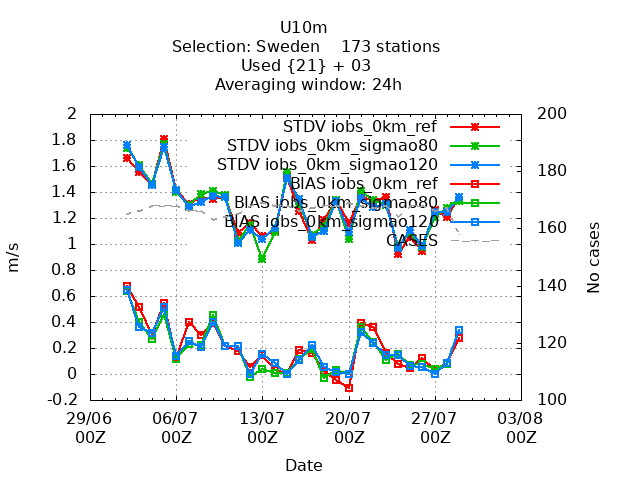 U10m
Selection: Sweden    173 stations
Used {21} + 03
Averaging window: 24h
STDV iobs_0km_ref
STDV iobs_0km_sigmao80
STDV iobs_0km_sigmao120
BIAS iobs_0km_ref
BIAS iobs_0km_sigmao80
BIAS iobs_0km_sigmao120
CASES
m/s
2
1.8
1.6
1.4
1.2
1
0.8
0.6
0.4
0.2
0
-0.2
200
180
160
140
120
100
No cases
29/06 06/07 13/07 20/07 27/07 03/08
00Z 00Z 00Z 00Z 00Z 00Z
Date